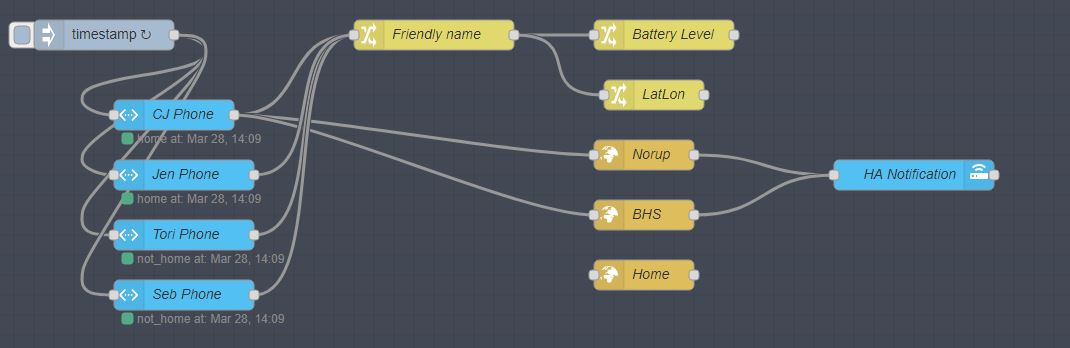 timestamp ↻
Friendly name
Battery Level
LatLon
CJ Phone
home at: Mar 28, 14:09
Norup
Jen Phone
HA Notification
home at: Mar 28, 14:09
BHS
Tori Phone
not_home at: Mar 28, 14:09
Home
Seb Phone
not_home at: Mar 28, 14:09